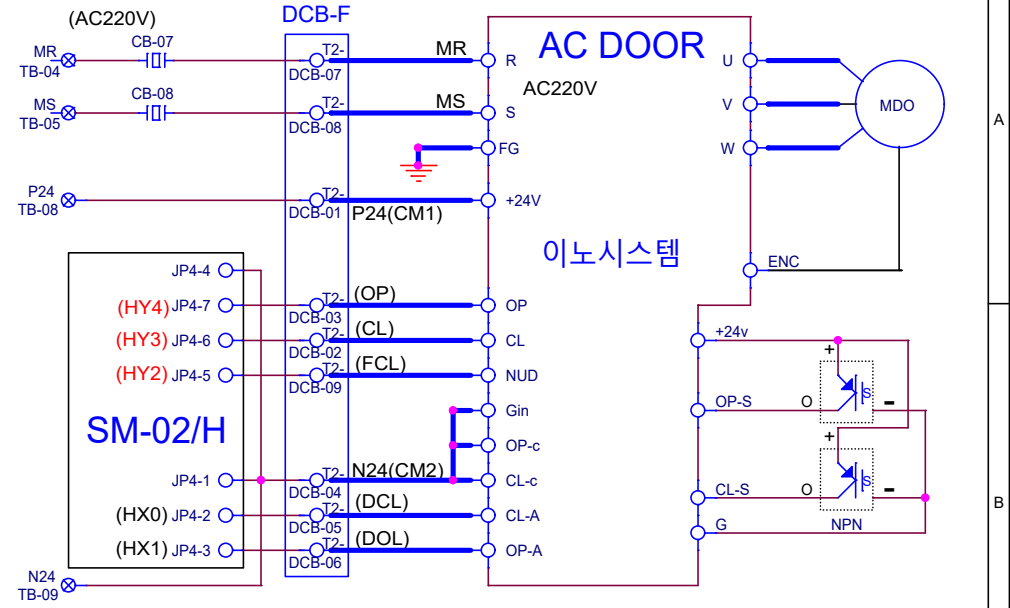 (AC220V)
DCB-F
MR
TB-04
CB-07
T2-
DCB-07
MR
R
AC DOOR
AC220V
U
MS
TB-05
CB-08
T2-
DCB-08
MS
S
V
MDO
A
FG
W
P24
TB-08
T2-
DCB-01
P24(CM1)
+24V
이노시스템
ENC
JP4-4
(HY4) JP4-7
T2-
DCB-03
(OP)
OP
(HY3) JP4-6
T2-
DCB-02
(CL)
CL
(HY2) JP4-5
T2-
DCB-09
(FCL)
NUD
+24v
+
S
OP-S
O
-
SM-02/H
Gin
OP-c
+
S
JP4-1
T2-
DCB-04
N24(CM2)
CL-c
CL-S
O
-
B
(HX0) JP4-2
T2-
DCB-05
(DCL)
CL-A
G
NPN
(HX1) JP4-3
T2-
DCB-06
(DOL)
OP-A
N24
TB-09